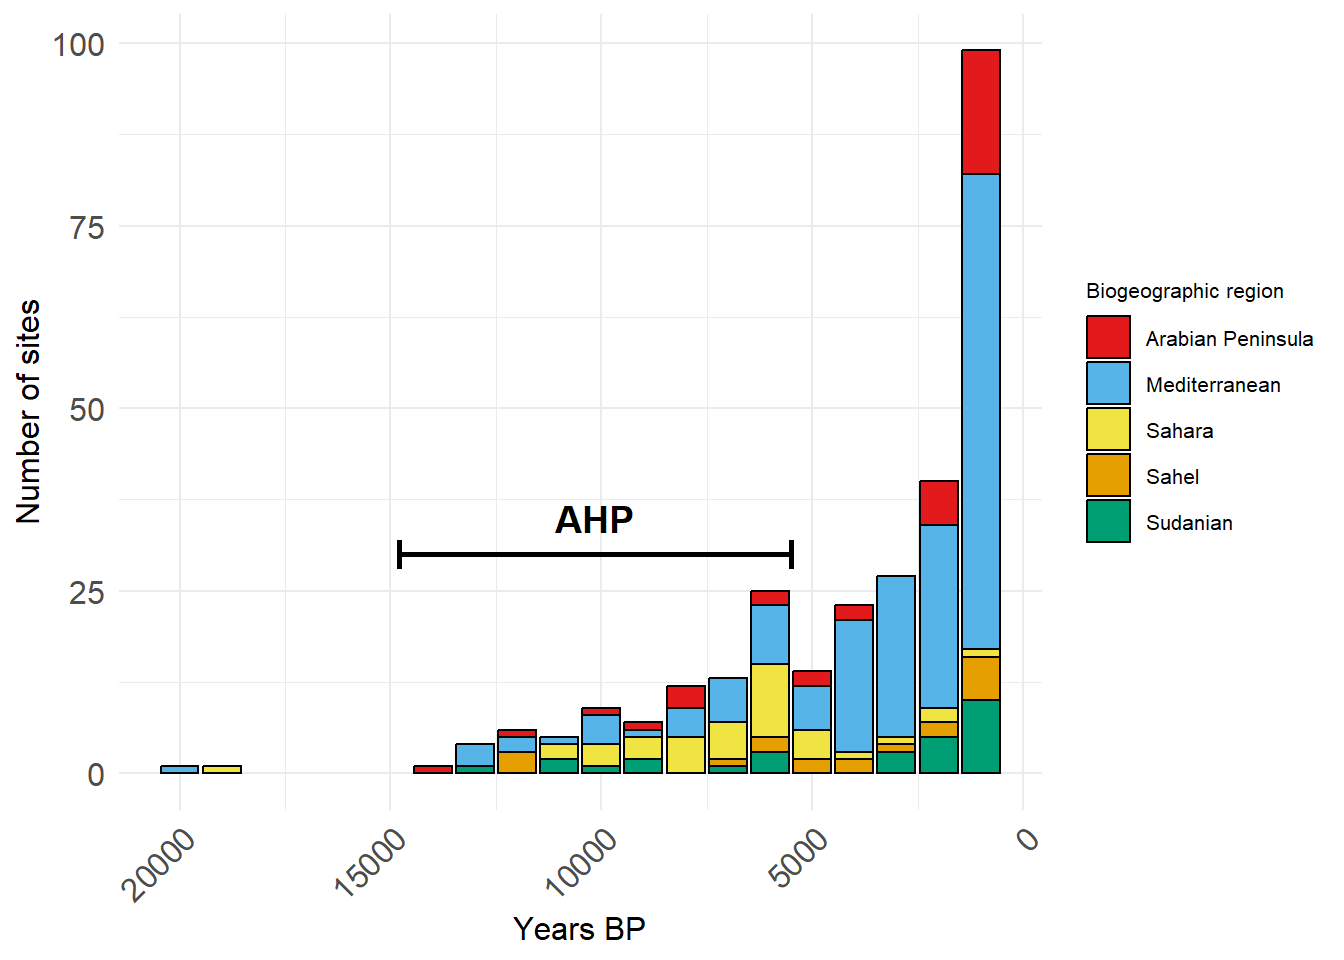 100
75
50
25
0
Number of sites
AHP
20000
15000
10000
5000
0
Years BP
Biogeographic region
Arabian Peninsula
Mediterranean
Sahara
Sahel
Sudanian